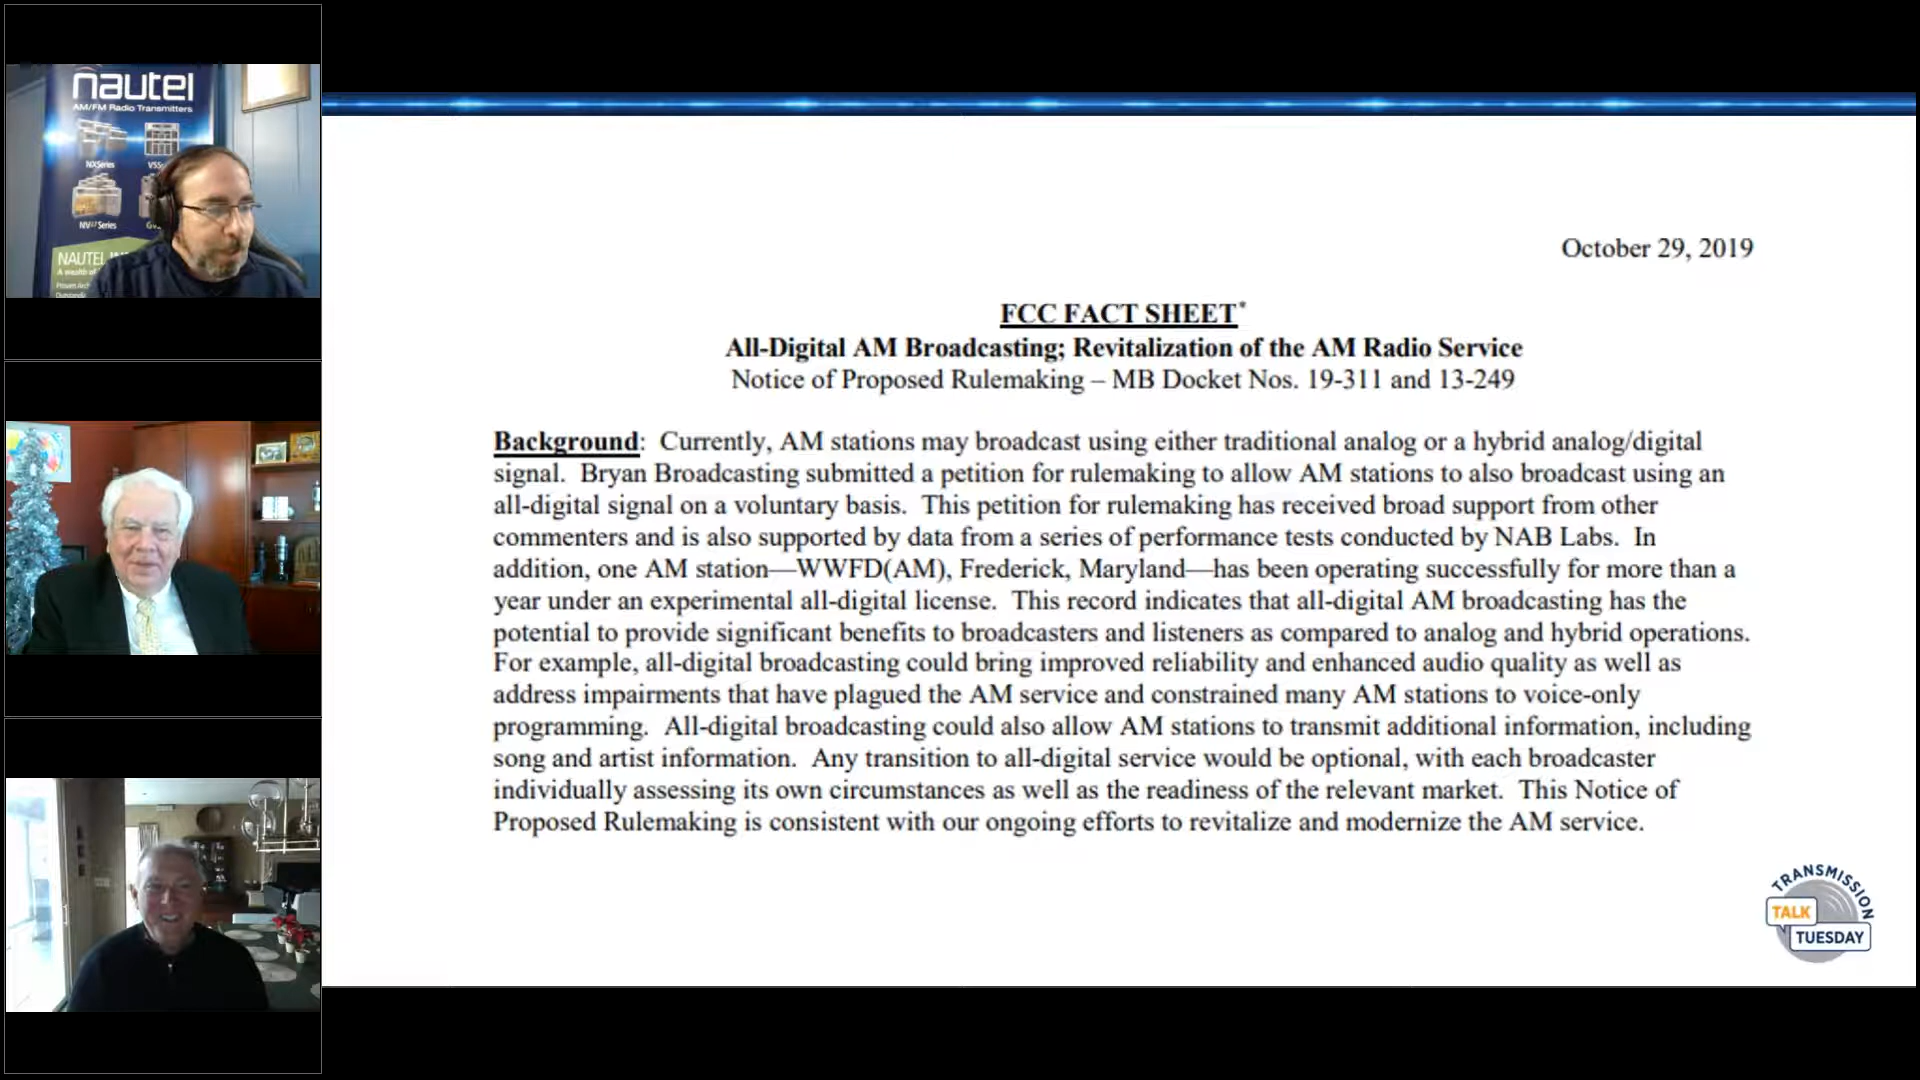 nautel
AM/FM Radio Transmitters
NXSeries
NVLT Series
NAUTEL
A wealth of
October 29, 2019
FCC FACT SHEET*
All-Digital AM Broadcasting; Revitalization of the AM Radio Service
Notice of Proposed Rulemaking – MB Docket Nos. 19-311 and 13-249
Background: Currently, AM stations may broadcast using either traditional analog or a hybrid analog/digital
signal. Bryan Broadcasting submitted a petition for rulemaking to allow AM stations to also broadcast using an
all-digital signal on a voluntary basis. This petition for rulemaking has received broad support from other
commenters and is also supported by data from a series of performance tests conducted by NAB Labs. In
addition, one AM station—WWFD(AM), Frederick, Maryland—has been operating successfully for more than a
year under an experimental all-digital license. This record indicates that all-digital AM broadcasting has the
potential to provide significant benefits to broadcasters and listeners as compared to analog and hybrid operations.
For example, all-digital broadcasting could bring improved reliability and enhanced audio quality as well as
address impairments that have plagued the AM service and constrained many AM stations to voice-only
programming. All-digital broadcasting could also allow AM stations to transmit additional information, including
song and artist information. Any transition to all-digital service would be optional, with each broadcaster
individually assessing its own circumstances as well as the readiness of the relevant market. This Notice of
Proposed Rulemaking is consistent with our ongoing efforts to revitalize and modernize the AM service.
TRANSMISSION
TALK
TUESDAY